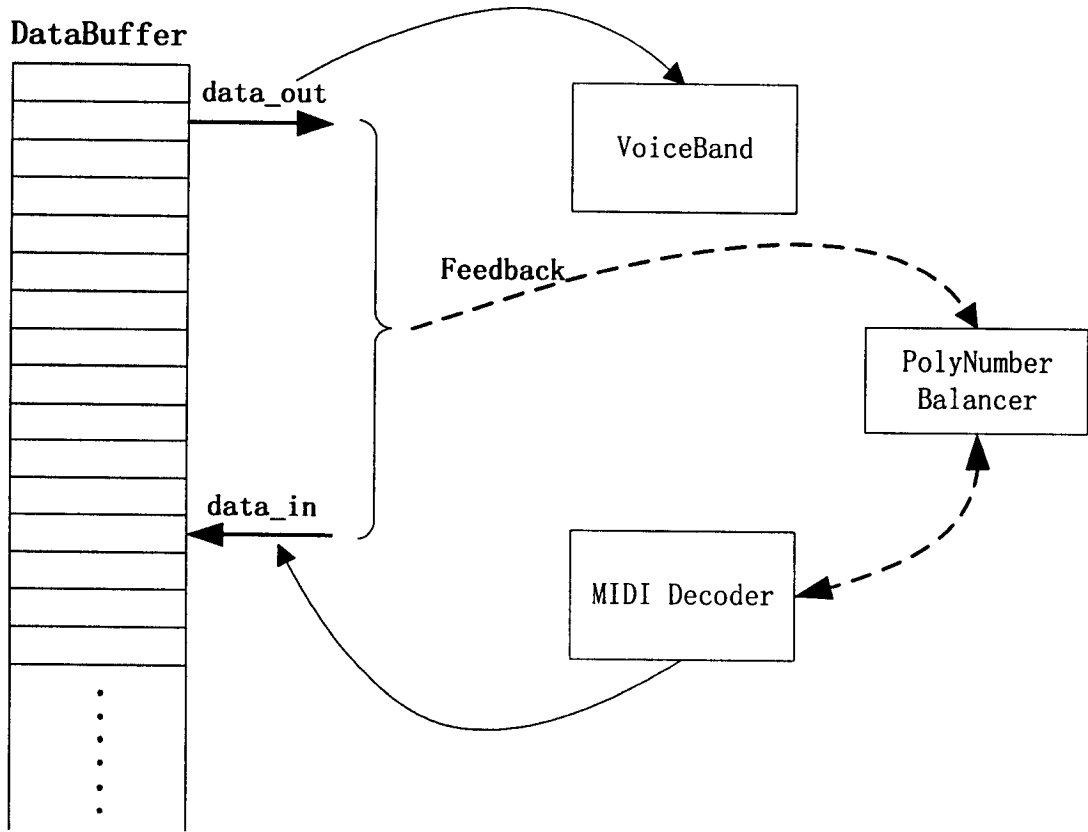 DataBuffer
data_out
VoiceBand
Feedback
PolyNumber
Balancer
data_in
MIDI Decoder